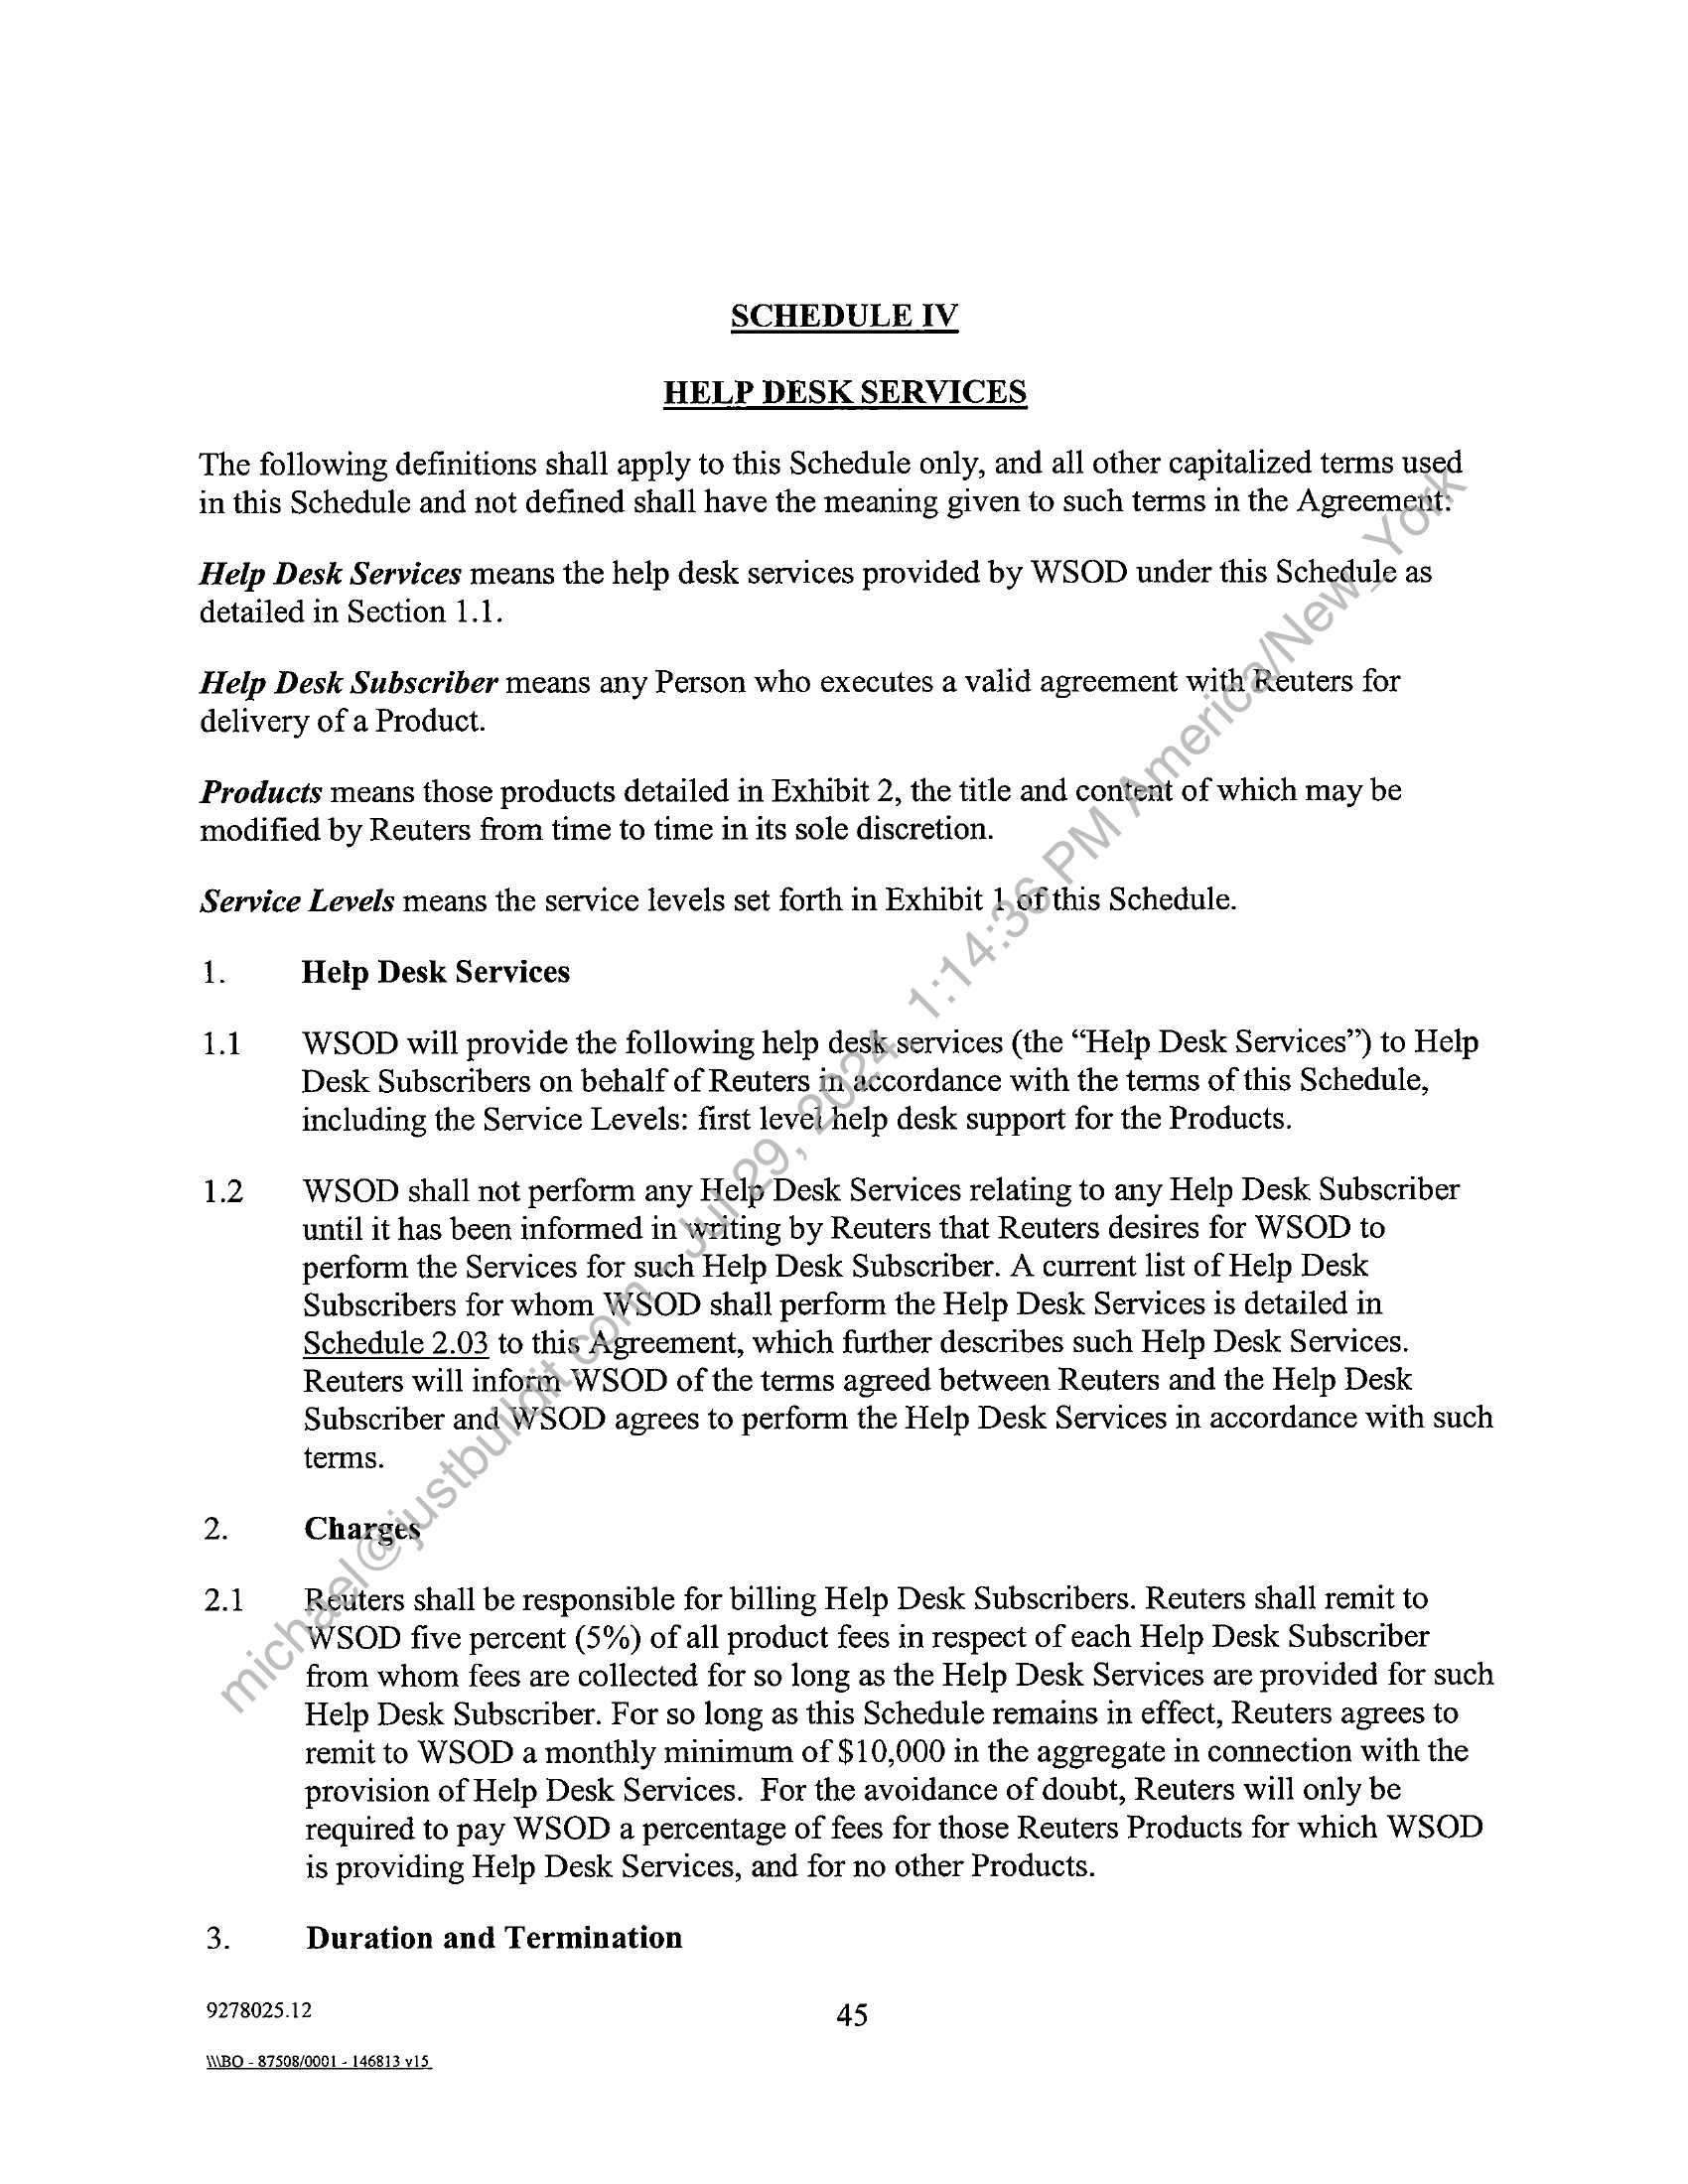 SCHEDULE IV
HELP DESK SERVICES
The following definitions shall apply to this Schedule only, and all other capitalized terms used
in this Schedule and not defined shall have the meaning given to such terms in the Agreement:
Help Desk Services means the help desk services provided by WSOD under this Schedule as
detailed in Section 1.1.
Help Desk Subscriber means any Person who executes a valid agreement with Reuters for
delivery of a Product.
Products means those products detailed in Exhibit 2, the title and content of which may be
modified by Reuters from time to time in its sole discretion.
Service Levels means the service levels set forth in Exhibit 1 of this Schedule.
1. Help Desk Services
1.1 WSOD will provide the following help desk services (the “Help Desk Services”) to Help
Desk Subscribers on behalf of Reuters in accordance with the terms of this Schedule,
including the Service Levels: first level help desk support for the Products.
1.2 WSOD shall not perform any Help Desk Services relating to any Help Desk Subscriber
until it has been informed in writing by Reuters that Reuters desires for WSOD to
perform the Services for such Help Desk Subscriber. A current list of Help Desk
Subscribers for whom WSOD shall perform the Help Desk Services is detailed in
Schedule 2.03 to this Agreement, which further describes such Help Desk Services.
Reuters will inform WSOD of the terms agreed between Reuters and the Help Desk
Subscriber and WSOD agrees to perform the Help Desk Services in accordance with such
terms.
2. Charges
2.1 Reuters shall be responsible for billing Help Desk Subscribers. Reuters shall remit to
WSOD five percent (5%) of all product fees in respect of each Help Desk Subscriber
from whom fees are collected for so long as the Help Desk Services are provided for such
Help Desk Subscriber. For so long as this Schedule remains in effect, Reuters agrees to
remit to WSOD a monthly minimum of $10,000 in the aggregate in connection with the
provision of Help Desk Services. For the avoidance of doubt, Reuters will only be
required to pay WSOD a percentage of fees for those Reuters Products for which WSOD
is providing Help Desk Services, and for no other Products.
3. Duration and Termination
9278025.12
45
\\\BO - 87508/0001 - 146813 v15
michael@justbuildit.com - Jul 29, 2024, 1:14:36 PM America/New_York